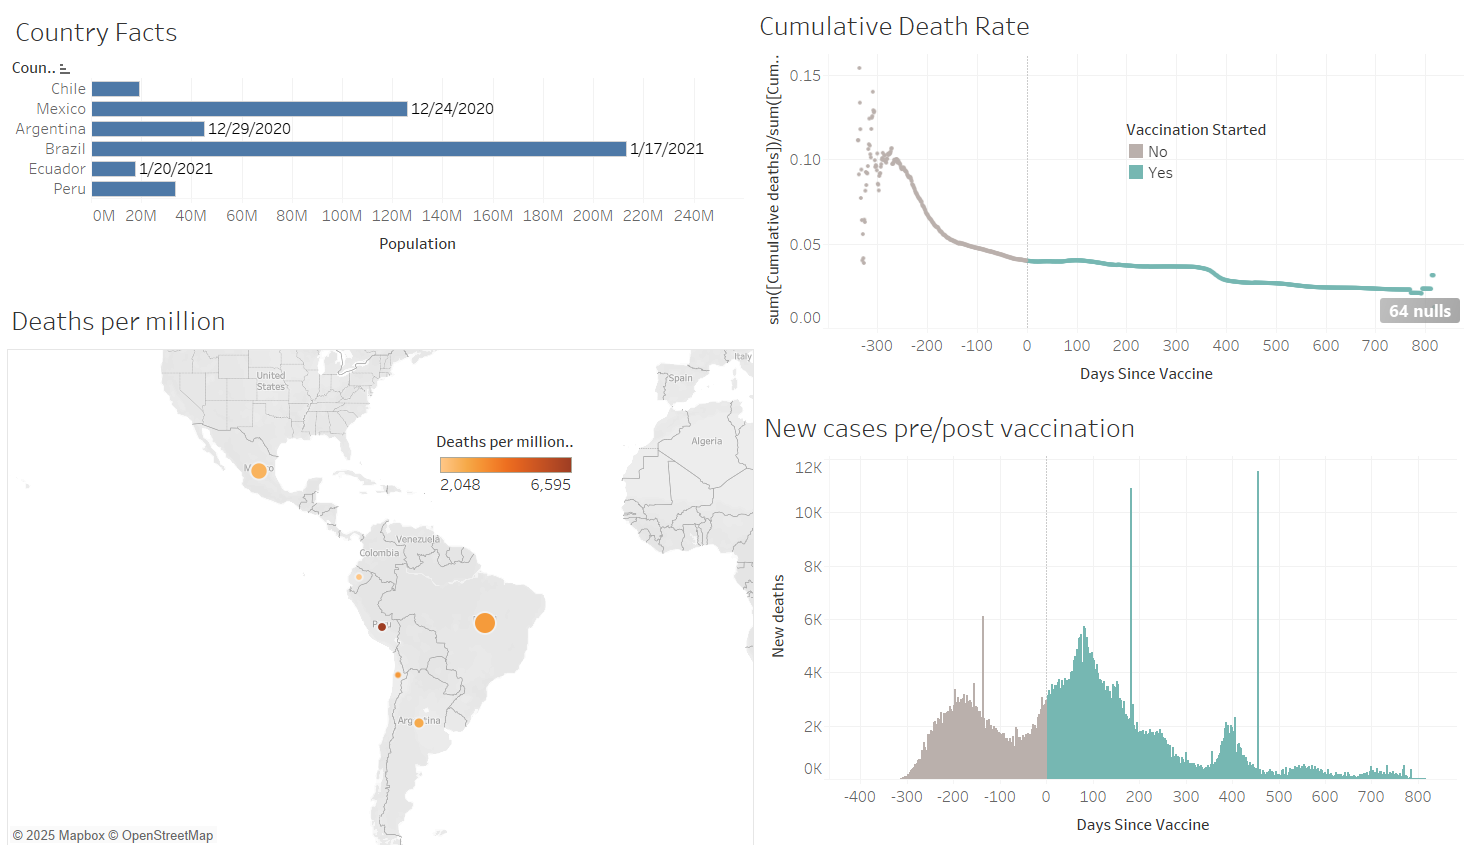 Country Facts
Coun..
Chile
Mexico 12/24/2020
Argentina 12/29/2020
Brazil 1/17/2021
Ecuador 1/20/2021
Peru
0M 20M 40M 60M 80M 100M 120M 140M 160M 180M 200M 220M 240M
Population
Cumulative Death Rate
sum([Cumulative deaths])/sum([Cum..
0.15
0.10
0.05
0.00
Vaccination Started
No
Yes
64 nulls
-300 -200 -100 0 100 200 300 400 500 600 700 800
Days Since Vaccine
Deaths per million
United
States
Spain
Italy
Algeria
Deaths per million..
2,048 6,595
Venezuela
Colombia
© 2025 Mapbox © OpenStreetMap
New cases pre/post vaccination
New deaths
12K
10K
8K
6K
4K
2K
0K
-400 -300 -200 -100 0 100 200 300 400 500 600 700 800
Days Since Vaccine